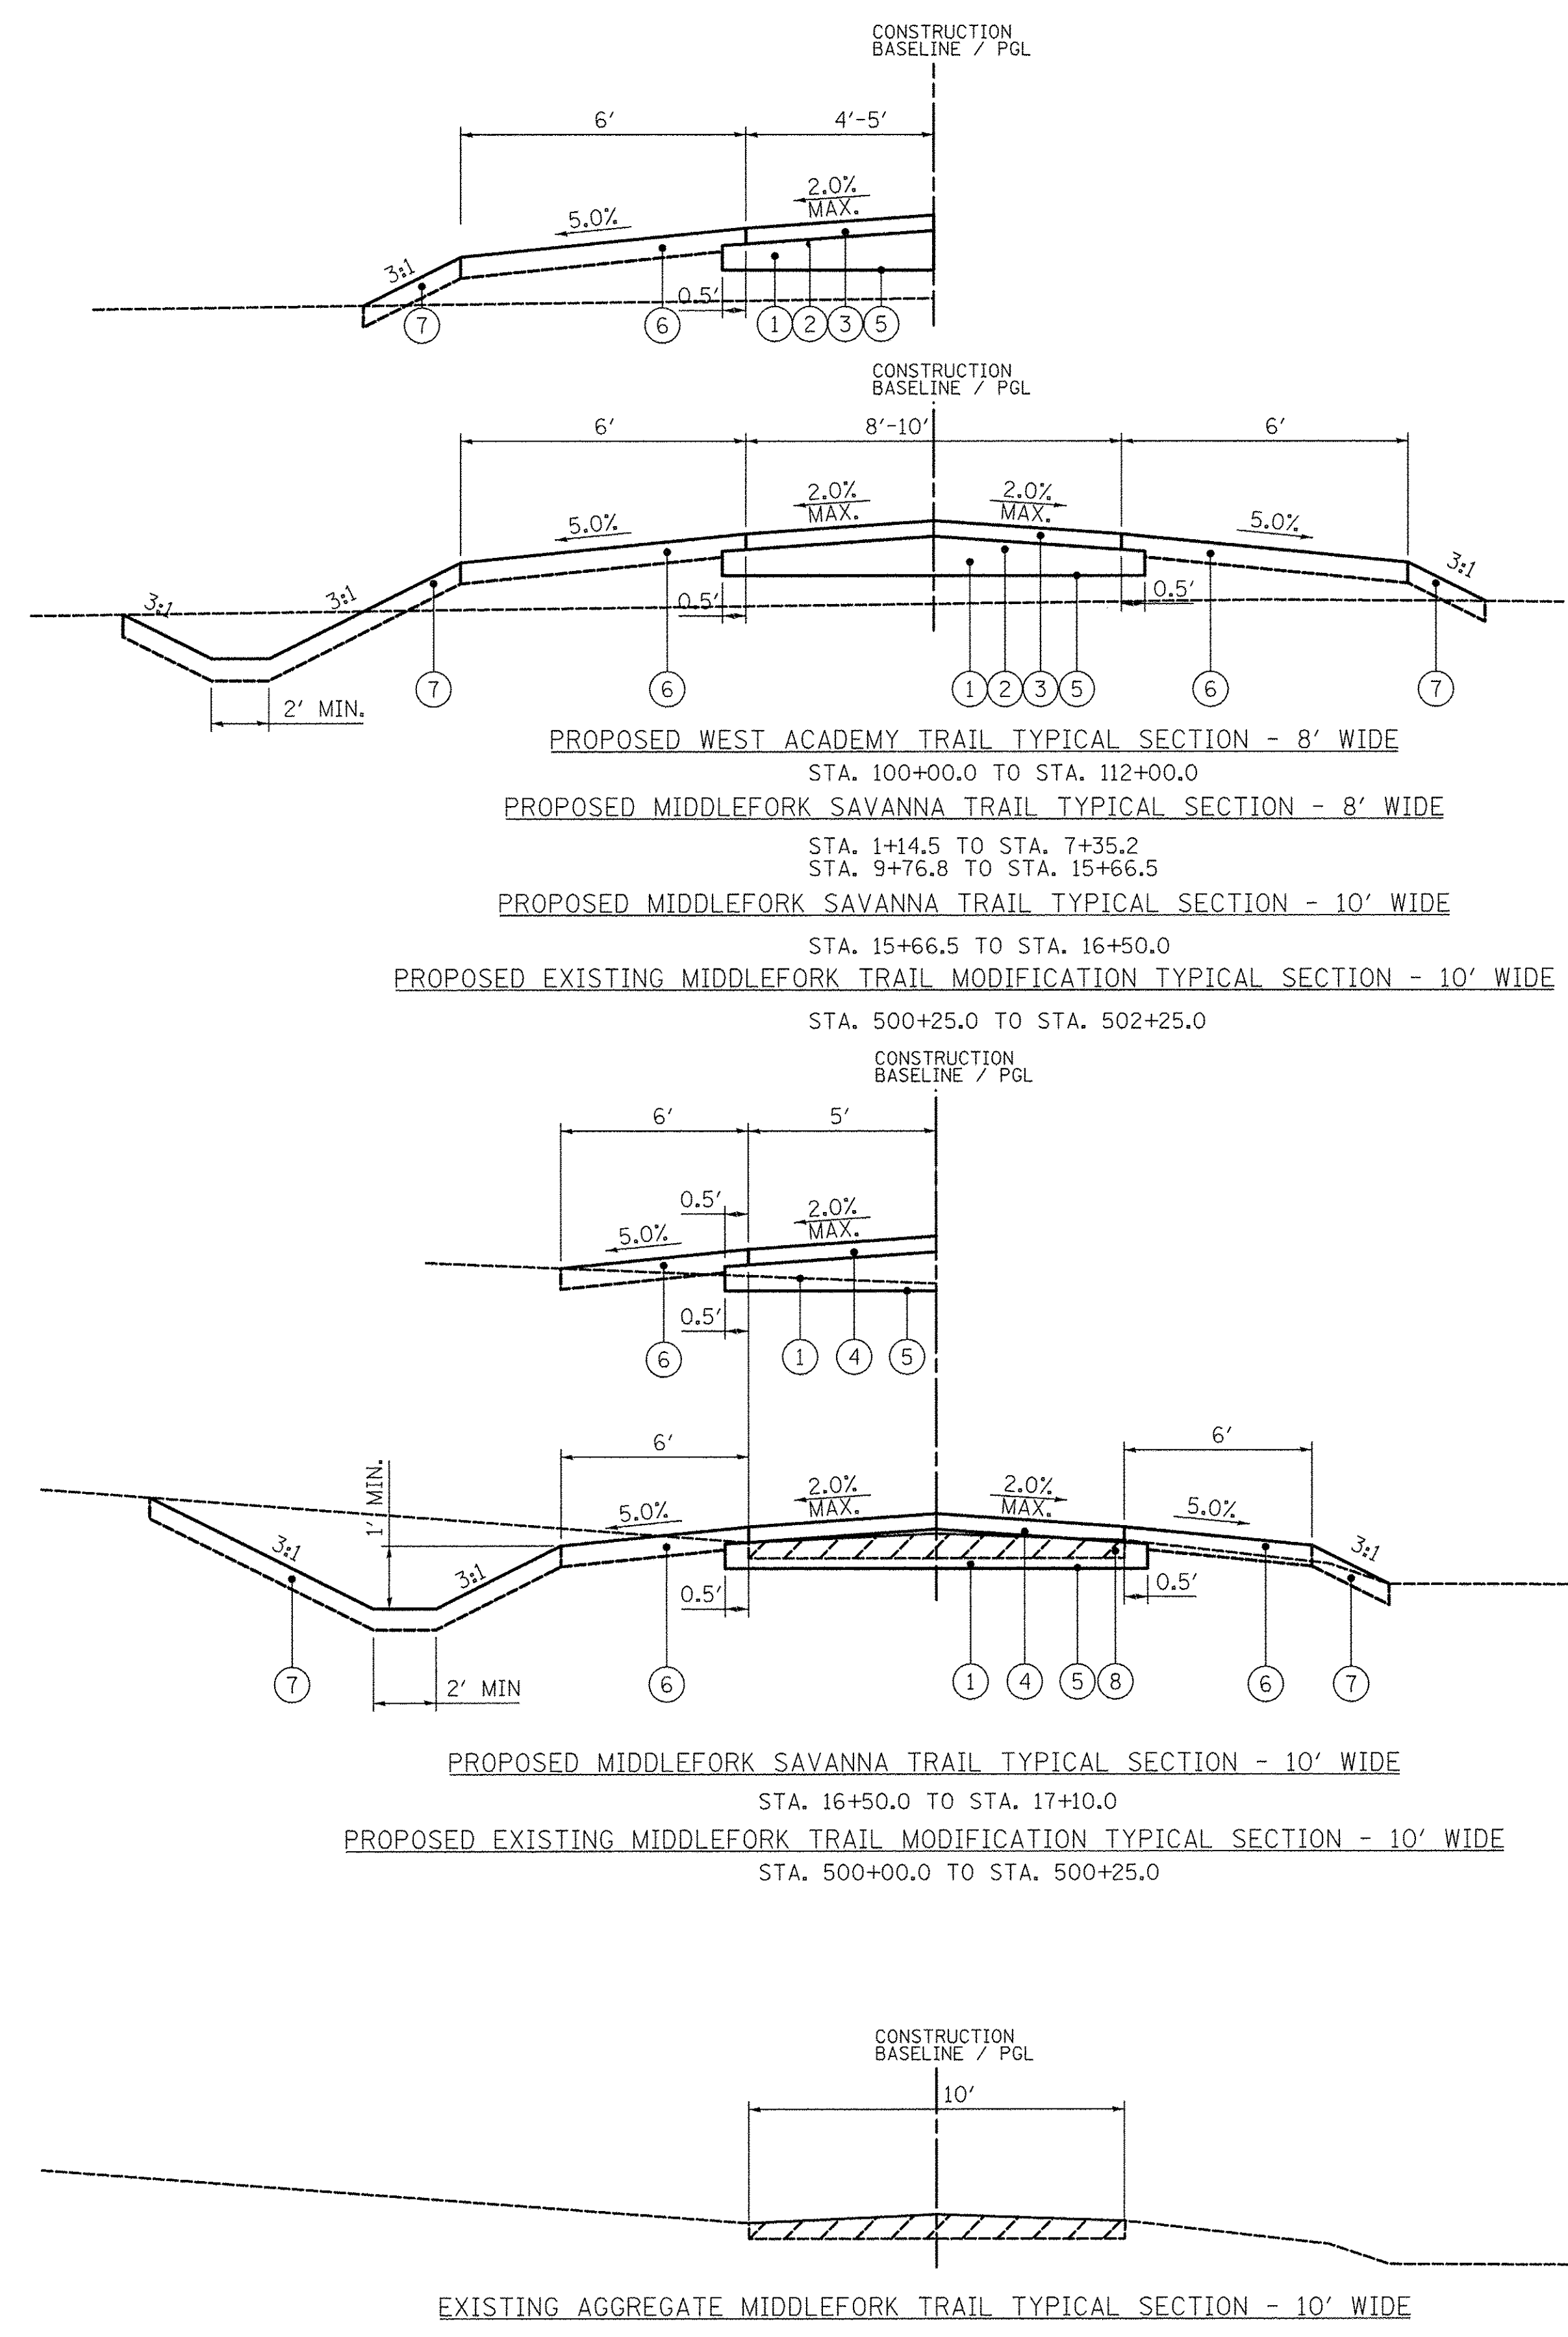 CONSTRUCTION
BASELINE / PGL
6' 4'-5'
2.0%
MAX.
5.0%
3:1
0.5'
7 6 1 2 3 5
CONSTRUCTION
BASELINE / PGL
6' 8'-10' 6'
2.0% 2.0%
MAX. MAX.
5.0% 5.0%
3:1 3:1 3:1
0.5' 0.5'
7 6 1 2 3 5 6 7
2' MIN.
PROPOSED WEST ACADEMY TRAIL TYPICAL SECTION - 8' WIDE
STA. 100+00.0 TO STA. 112+00.0
PROPOSED MIDDLEFORK SAVANNA TRAIL TYPICAL SECTION - 8' WIDE
STA. 1+14.5 TO STA. 7+35.2
STA. 9+76.8 TO STA. 15+66.5
PROPOSED MIDDLEFORK SAVANNA TRAIL TYPICAL SECTION - 10' WIDE
STA. 15+66.5 TO STA. 16+50.0
PROPOSED EXISTING MIDDLEFORK TRAIL MODIFICATION TYPICAL SECTION - 10' WIDE
STA. 500+25.0 TO STA. 502+25.0
CONSTRUCTION
BASELINE / PGL
6' 5'
0.5'
2.0%
MAX.
5.0%
0.5'
6 1 4 5
6' 6'
1' MIN.
2.0% 2.0%
MAX. MAX.
5.0% 5.0%
3:1 3:1 3:1
0.5' 0.5'
7 6 1 4 5 8 6 7
2' MIN
PROPOSED MIDDLEFORK SAVANNA TRAIL TYPICAL SECTION - 10' WIDE
STA. 16+50.0 TO STA. 17+10.0
PROPOSED EXISTING MIDDLEFORK TRAIL MODIFICATION TYPICAL SECTION - 10' WIDE
STA. 500+00.0 TO STA. 500+25.0
CONSTRUCTION
BASELINE / PGL
10'
EXISTING AGGREGATE MIDDLEFORK TRAIL TYPICAL SECTION - 10' WIDE